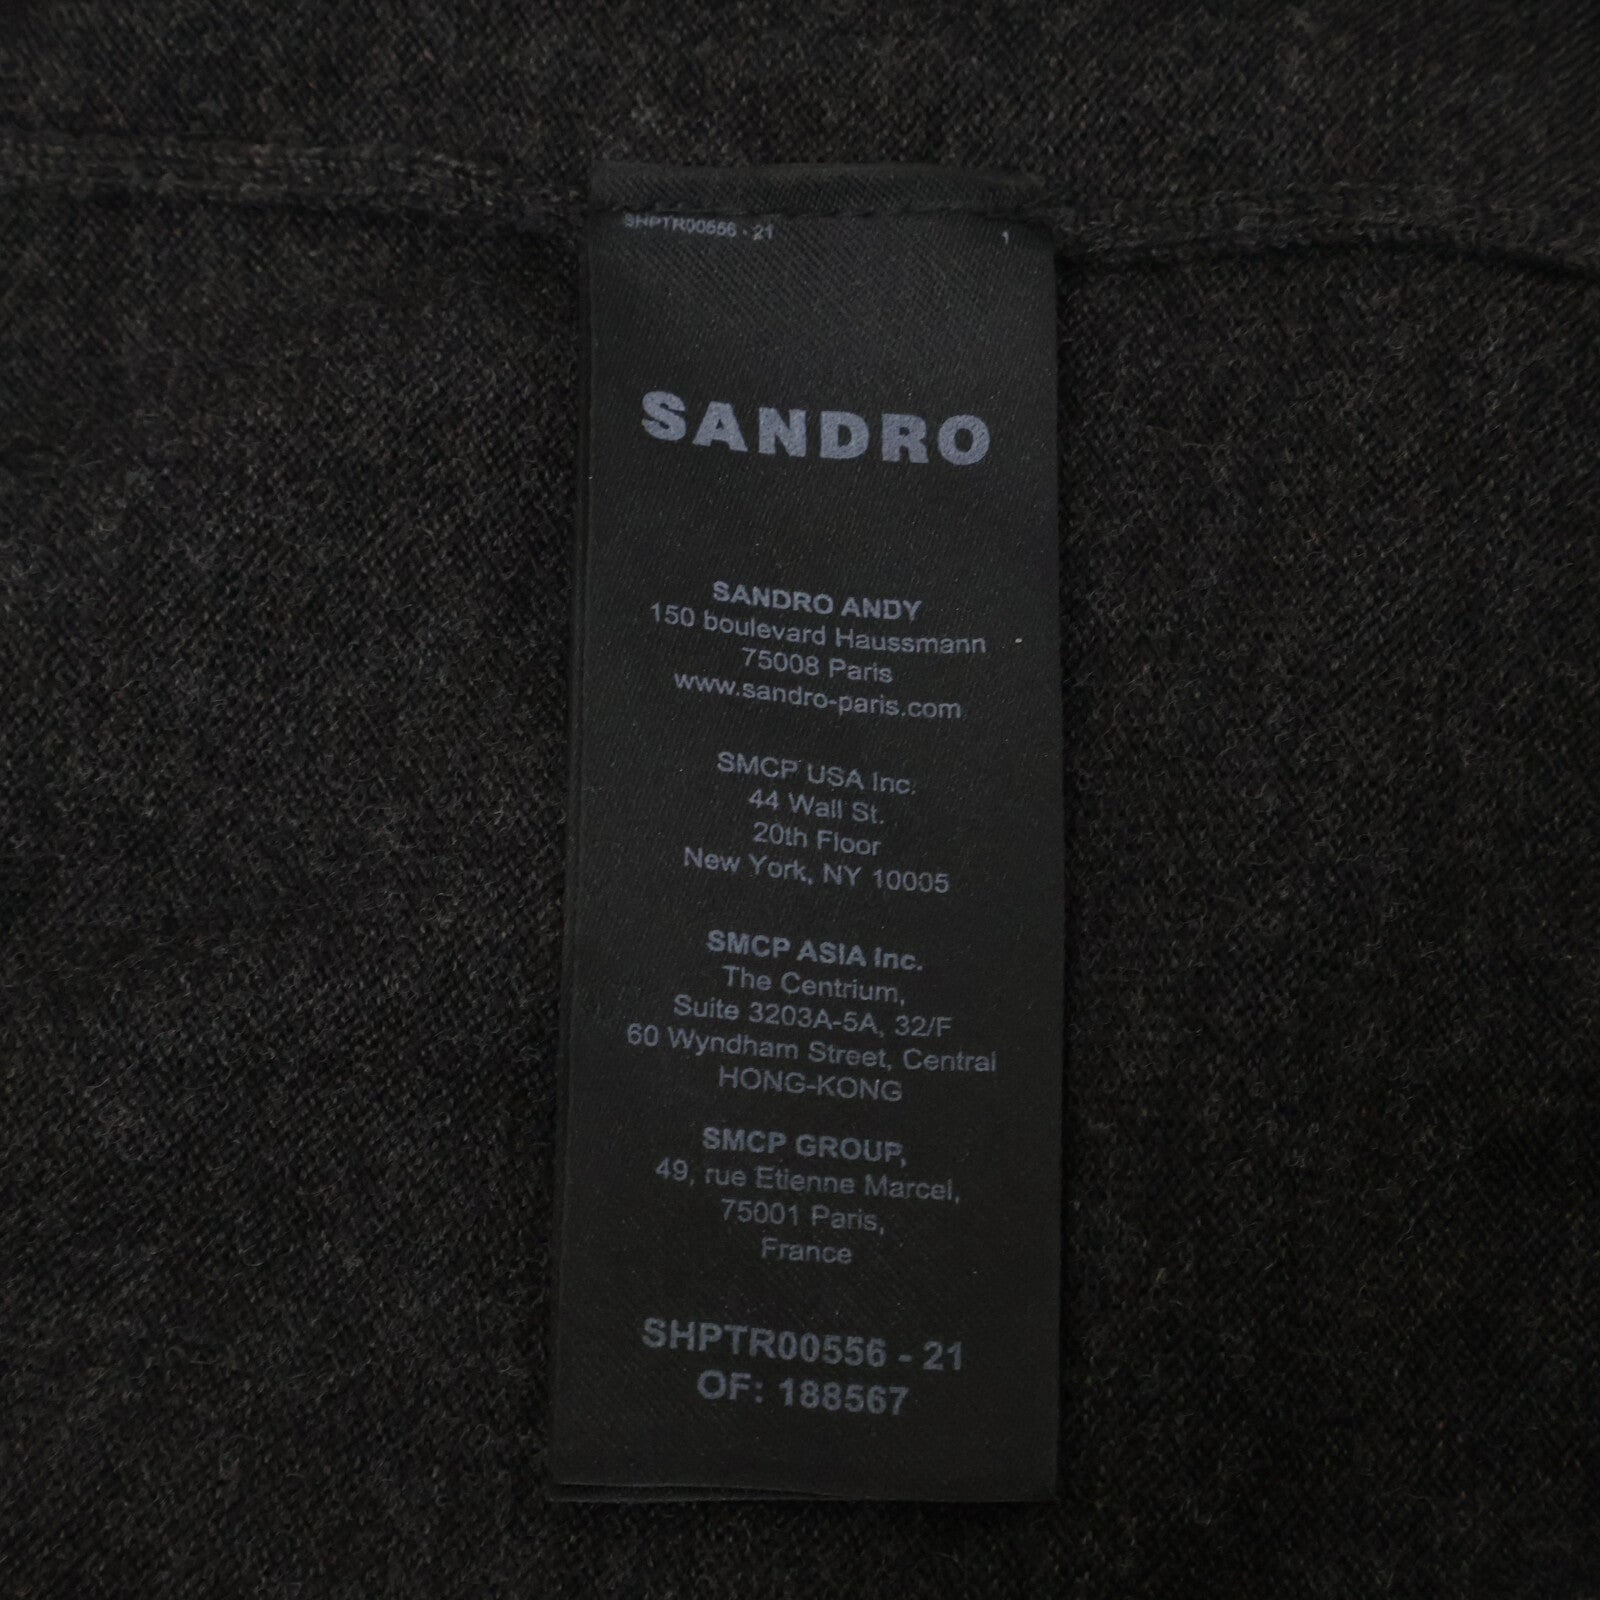 SHPTR00556 - 21 1
SANDRO
SANDRO ANDY
150 boulevard Haussmann
75008 Paris
www.sandro-paris.com
SMCP USA Inc.
44 Wall St.
20th Floor
New York, NY 10005
SMCP ASIA Inc.
The Centrium,
Suite 3203A-5A, 32/F
60 Wyndham Street, Central
HONG-KONG
SMCP GROUP,
49, rue Etienne Marcel,
75001 Paris,
France
SHPTR00556 - 21
OF: 188567